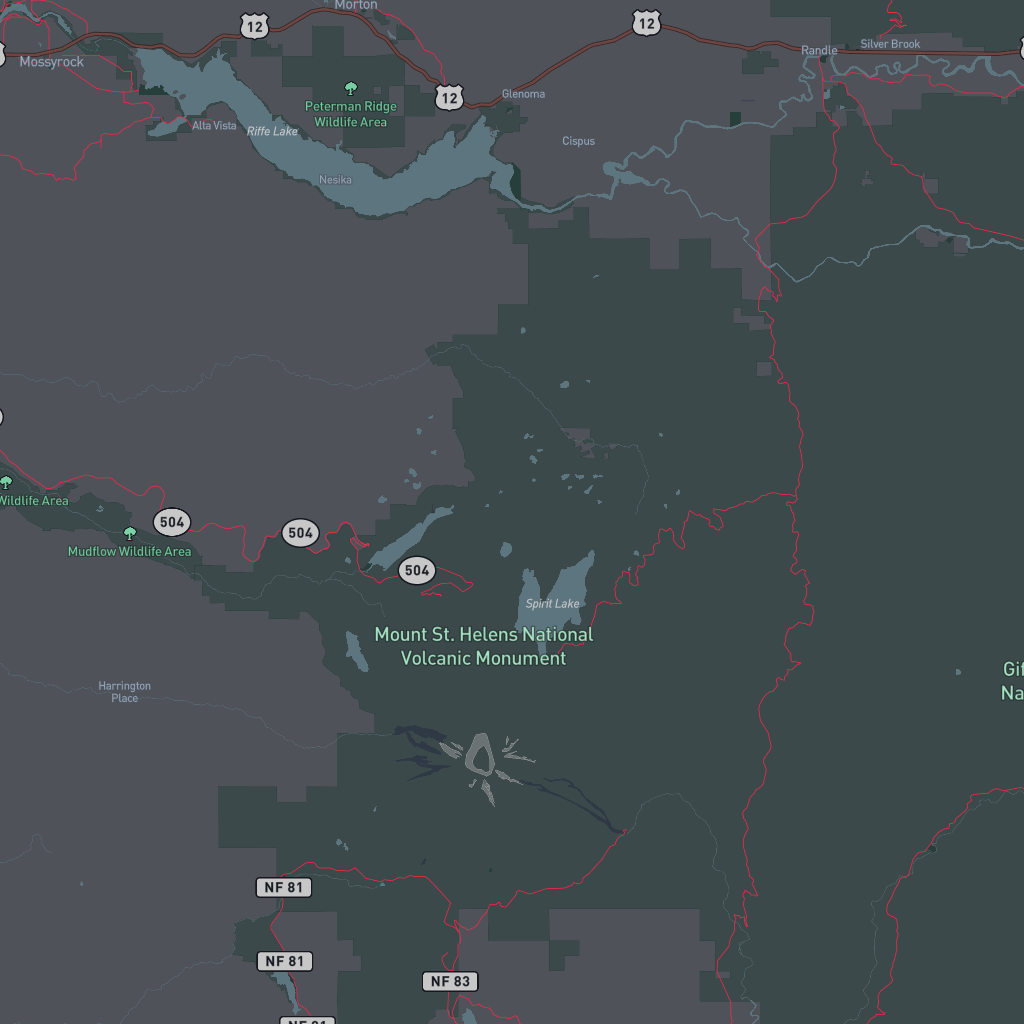 Morton
12
12
Mossyrock
Randle
Silver Brook
Peterman Ridge
Wildlife Area
12
Glenoma
Alta Vista
Riffe Lake
Cispus
Nesika
Wildlife Area
504
504
Mudflow Wildlife Area
504
Spirit Lake
Mount St. Helens National
Volcanic Monument
Harrington
Place
NF 81
NF 81
NF 83